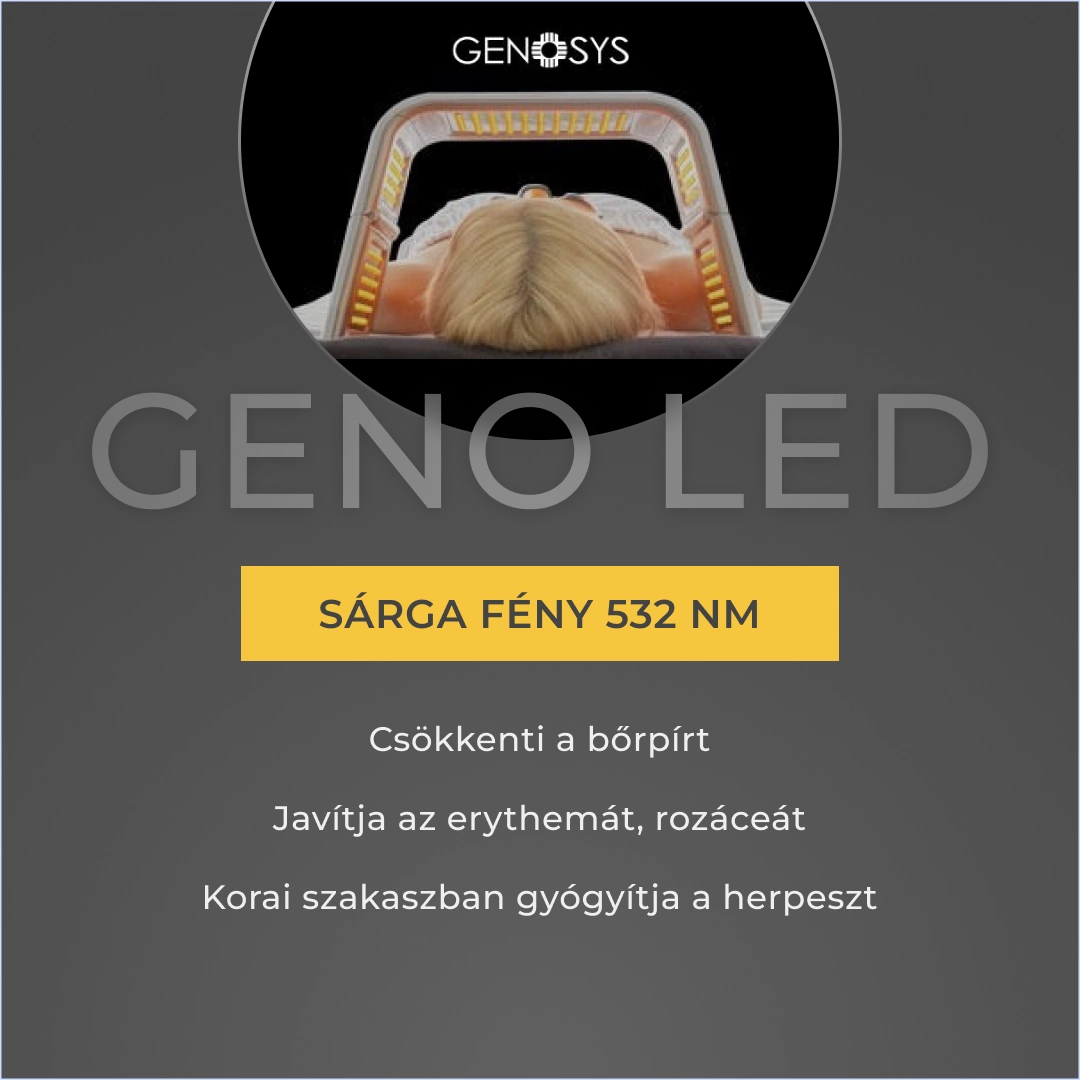 GENOSYS
GENO LED
SÁRGA FÉNY 532 NM
Csökkenti a bőrpírt
Javítja az erythemát, rozáceát
Korai szakaszban gyógyítja a herpeszt